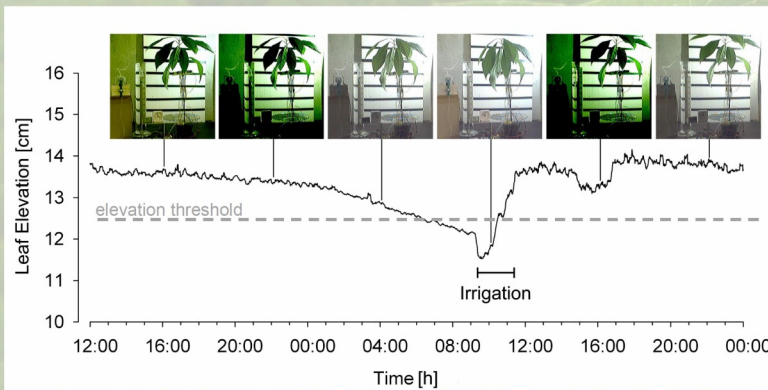 16
15
14
13
12
11
10
Leaf Elevation [cm]
elevation threshold
Irrigation
12:00 16:00 20:00 00:00 04:00 08:00 12:00 16:00 20:00 00:00
Time [h]